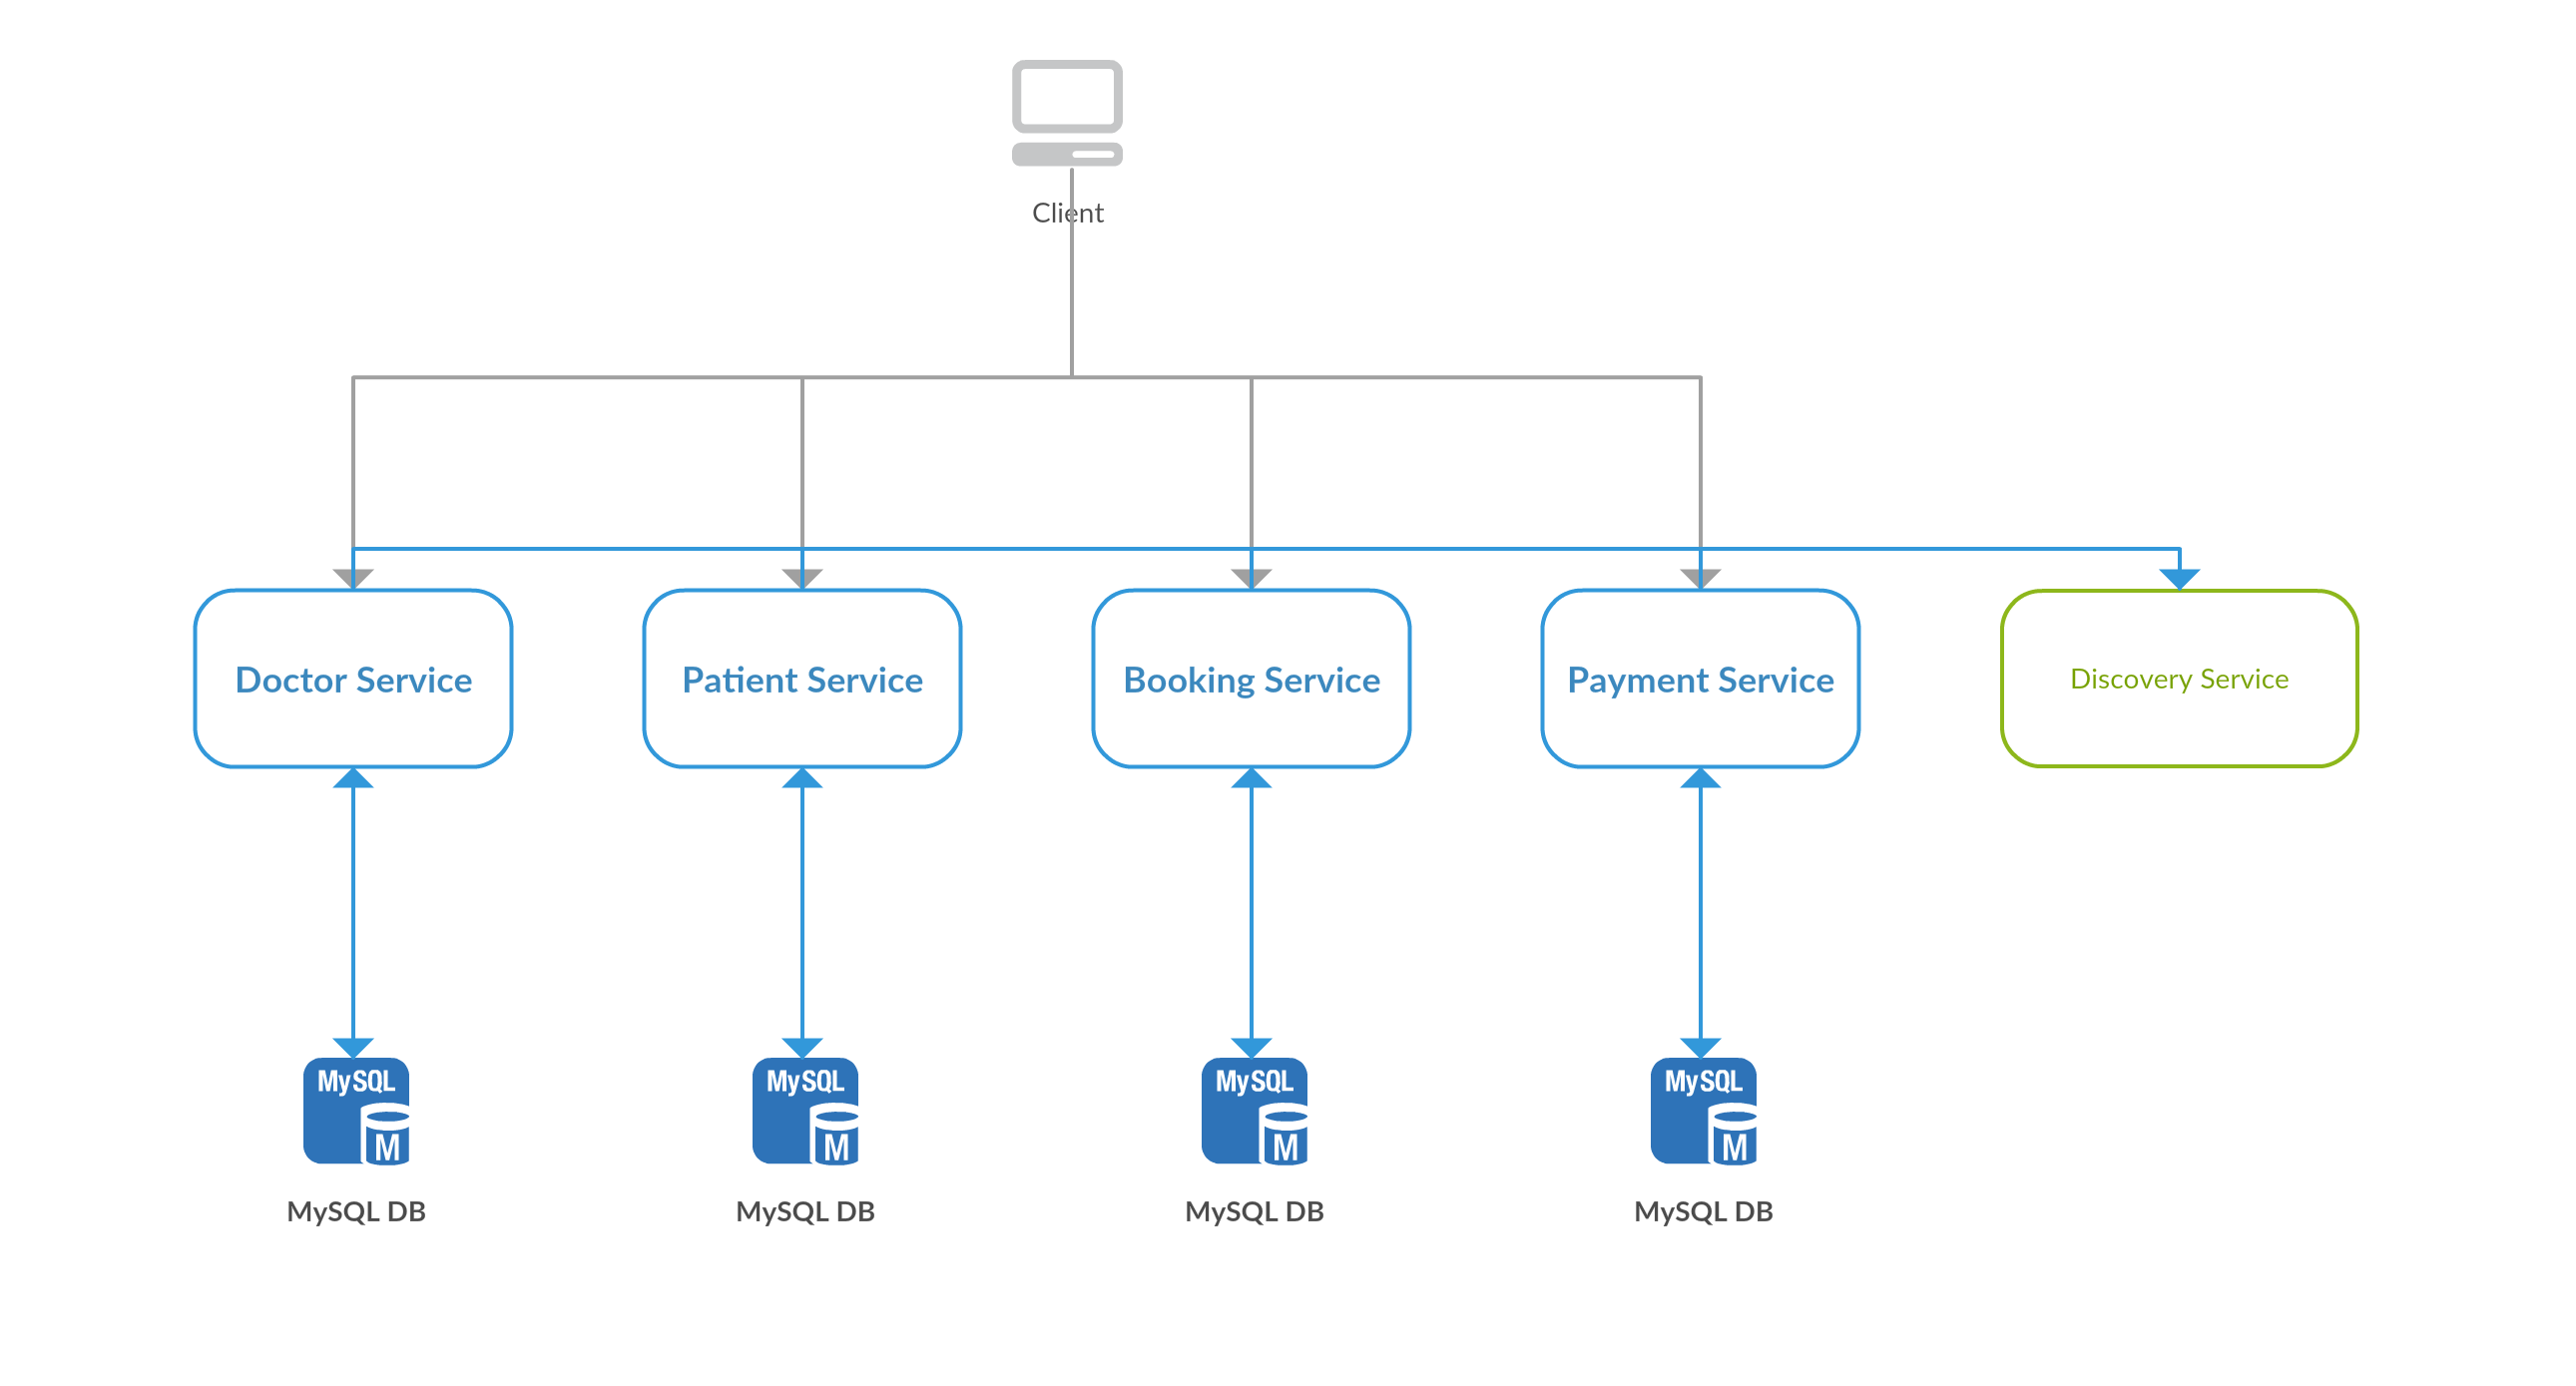 Client
Doctor Service
Patient Service
Booking Service
Payment Service
Discovery Service
MySQL
M
MySQL
M
MySQL
M
MySQL
M
MySQL DB
MySQL DB
MySQL DB
MySQL DB